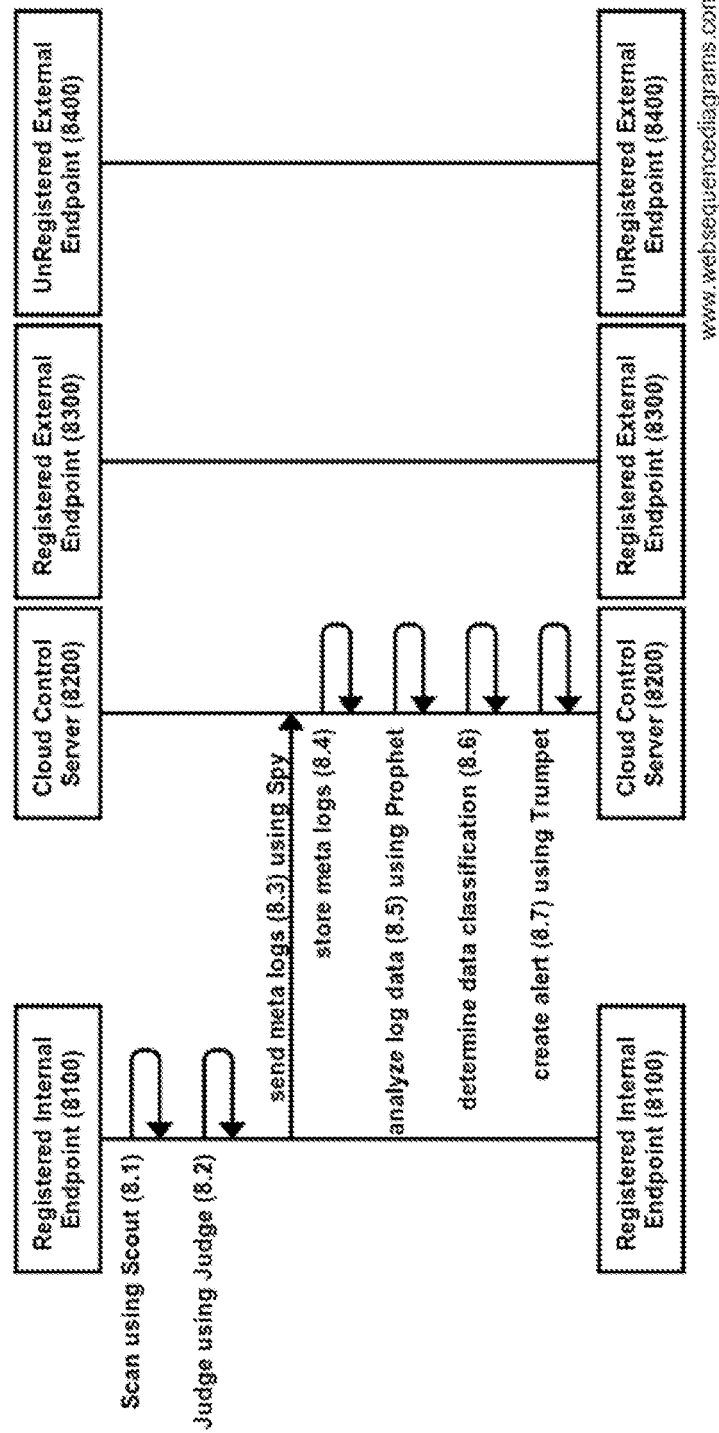 Registered Internal
Endpoint (8100)
Cloud Control
Server (8200)
Registered External
Endpoint (8300)
UnRegistered External
Endpoint (8400)
Scan using Scout (8.1)
Judge using Judge (8.2)
send meta logs (8.3) using Spy
store meta logs (8.4)
analyze log data (8.5) using Prophet
determine data classification (8.6)
create alert (8.7) using Trumpet
Registered Internal
Endpoint (8100)
Cloud Control
Server (8200)
Registered External
Endpoint (8300)
UnRegistered External
Endpoint (8400)
www.websequencediagrams.com